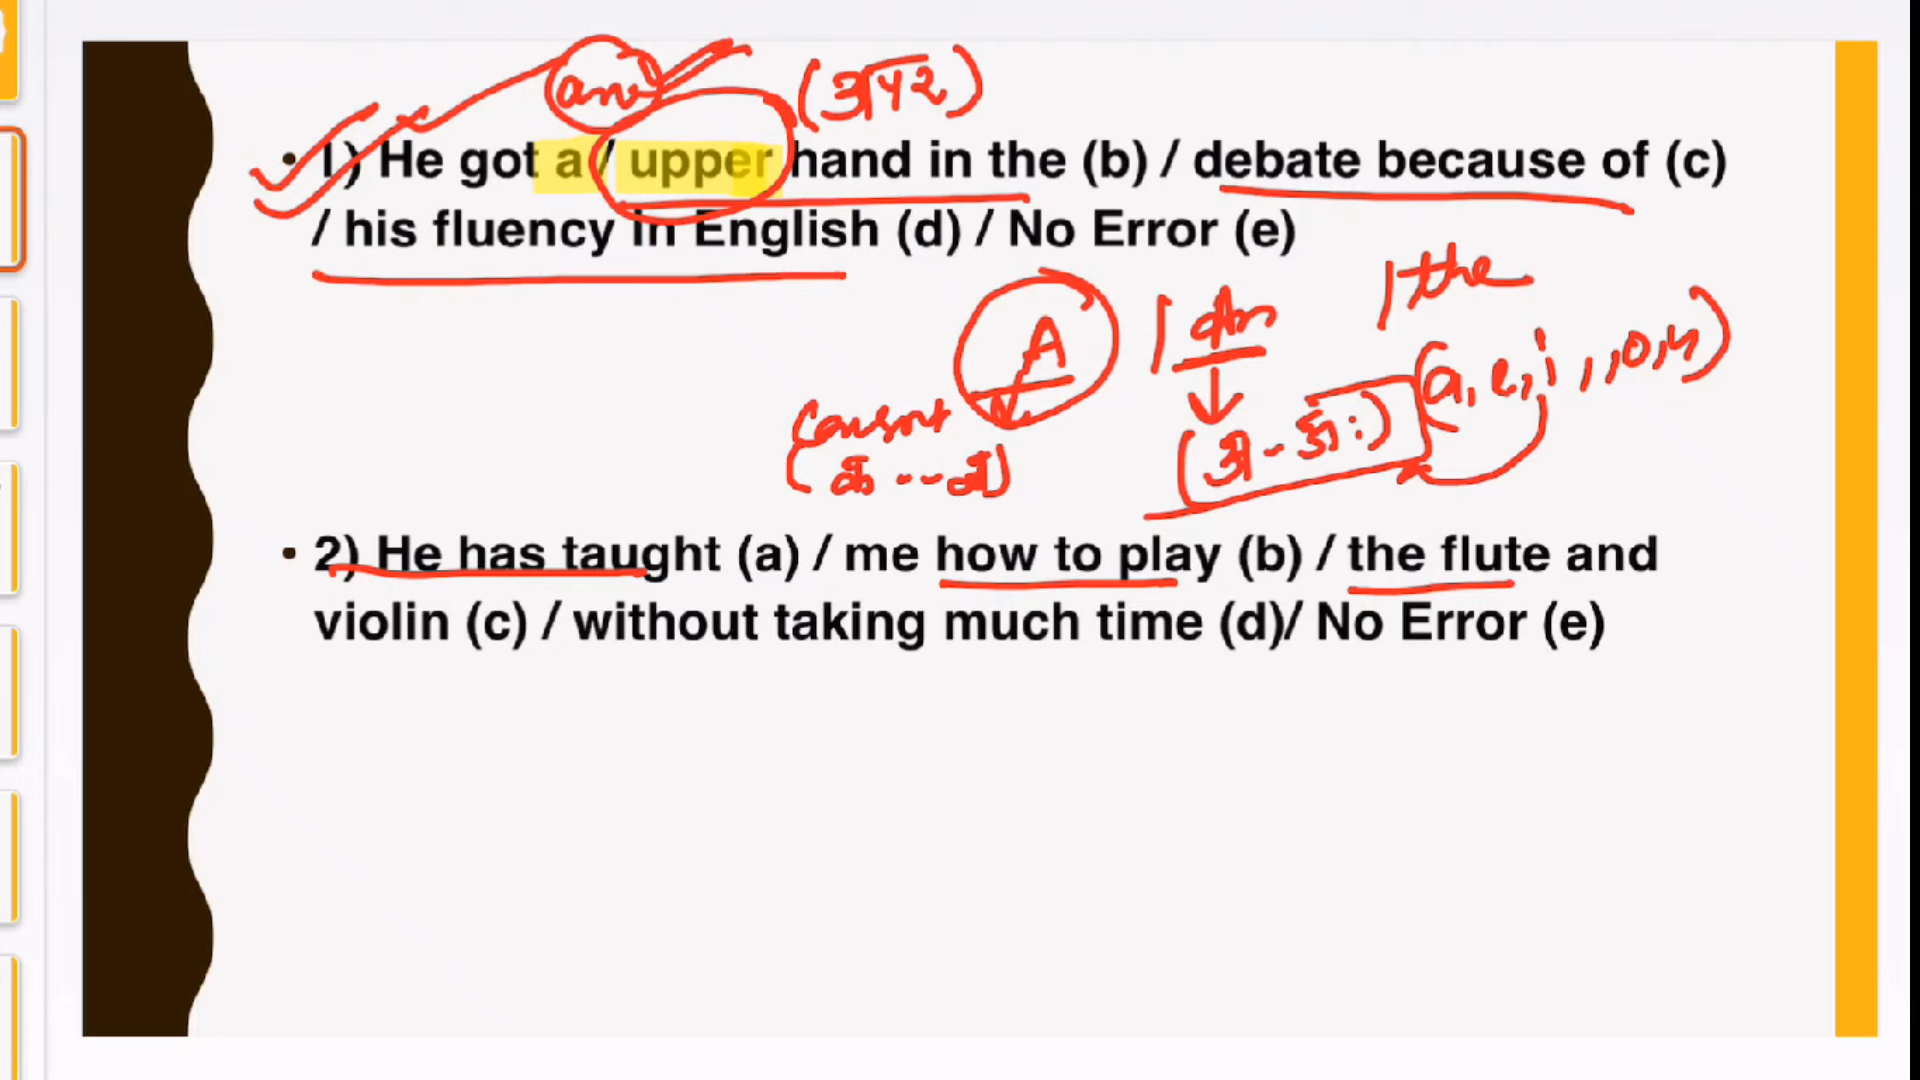 an
(अपर)
• 1) He got a / upper hand in the (b) / debate because of (c)
/ his fluency in English (d) / No Error (e)
A | An | the
(a, e, i, , o, u)
(अ - अः)
• 2) He has taught (a) / me how to play (b) / the flute and
violin (c) / without taking much time (d)/ No Error (e)